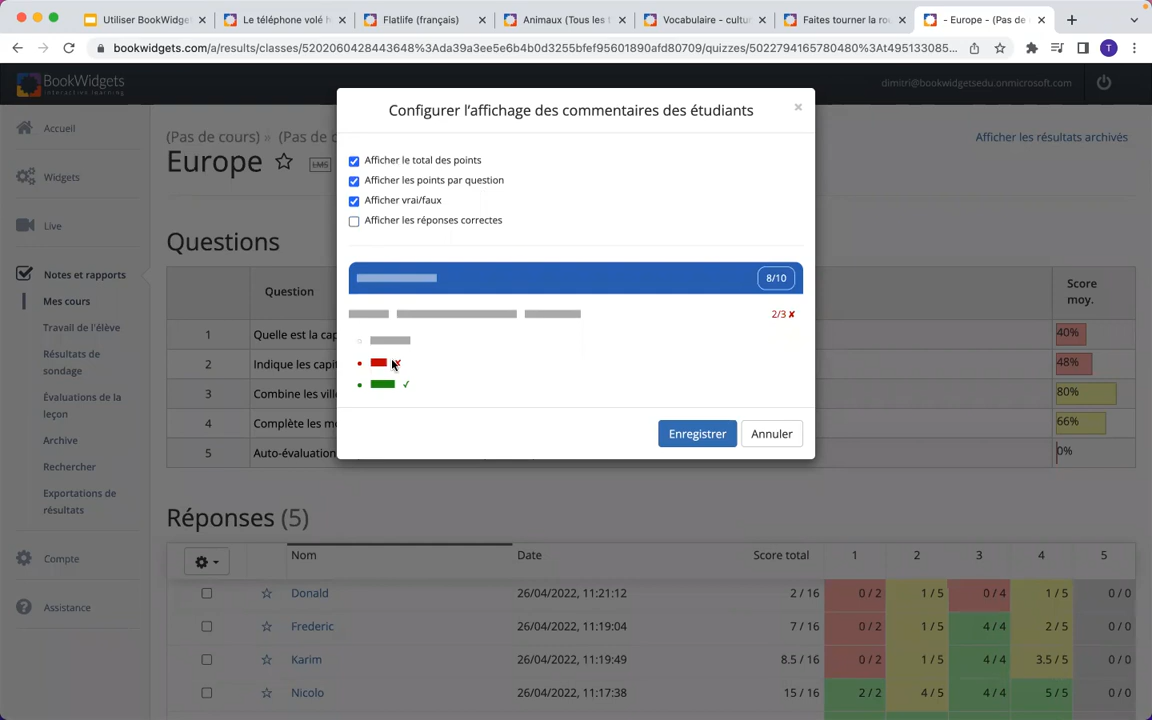 Utiliser BookWidge
Le téléphone volé
Flatlife (français)
Animaux (Tous les
Vocabulaire - cultu
Faites tourner la ro
- Europe - (Pas de
bookwidgets.com/a/results/classes/5202060428443648%3Ada39a3ee5e6b4b0d3255bfef95601890afd80709/quizzes/5022794165780480%3At495133085...
T
BookWidgets
interactive learning
dimitri@bookwidgetsedu.onmicrosoft.com
Accueil
Widgets
Live
Notes et rapports
Mes cours
Travail de l'élève
Résultats de
sondage
Évaluations de la
leçon
Archive
Rechercher
Exportations de
résultats
Compte
Assistance
(Pas de cours) » (Pas de
Afficher les résultats archivés
Europe
LMS
Configurer l'affichage des commentaires des étudiants
×
Afficher le total des points
Afficher les points par question
Afficher vrai/faux
Afficher les réponses correctes
8/10
2/3 ✘
Enregistrer
Annuler
Questions
Question
Score
moy.
1 Quelle est la cap 40%
2 Indique les capit 48%
3 Combine les ville 80%
4 Complète les mo 66%
5 Auto-évaluation 0%
Réponses (5)
Nom Date Score total 1 2 3 4 5
Donald 26/04/2022, 11:21:12 2 / 16 0 / 2 1 / 5 0 / 4 1 / 5 0 / 0
Frederic 26/04/2022, 11:19:04 7 / 16 0 / 2 1 / 5 4 / 4 2 / 5 0 / 0
Karim 26/04/2022, 11:19:49 8.5 / 16 0 / 2 1 / 5 4 / 4 3.5 / 5 0 / 0
Nicolo 26/04/2022, 11:17:38 15 / 16 2 / 2 4 / 5 4 / 4 5 / 5 0 / 0